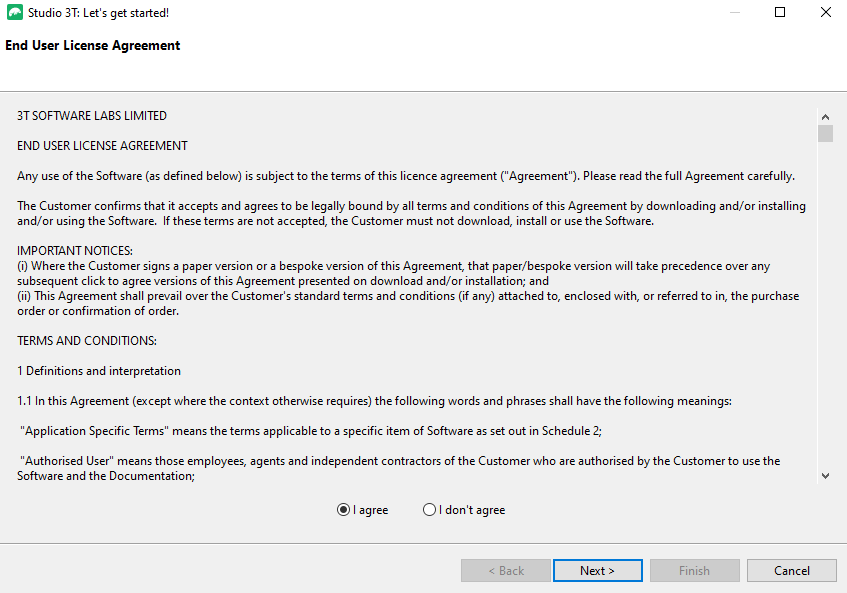 Studio 3T: Let's get started!
End User License Agreement
3T SOFTWARE LABS LIMITED
END USER LICENSE AGREEMENT
Any use of the Software (as defined below) is subject to the terms of this licence agreement ("Agreement"). Please read the full Agreement carefully.
The Customer confirms that it accepts and agrees to be legally bound by all terms and conditions of this Agreement by downloading and/or installing
and/or using the Software.  If these terms are not accepted, the Customer must not download, install or use the Software.
IMPORTANT NOTICES:
(i) Where the Customer signs a paper version or a bespoke version of this Agreement, that paper/bespoke version will take precedence over any
subsequent click to agree versions of this Agreement presented on download and/or installation; and
(ii) This Agreement shall prevail over the Customer's standard terms and conditions (if any) attached to, enclosed with, or referred to in, the purchase
order or confirmation of order.
TERMS AND CONDITIONS:
1 Definitions and interpretation
1.1 In this Agreement (except where the context otherwise requires) the following words and phrases shall have the following meanings:
"Application Specific Terms" means the terms applicable to a specific item of Software as set out in Schedule 2;
"Authorised User" means those employees, agents and independent contractors of the Customer who are authorised by the Customer to use the
Software and the Documentation;
I agree
I don't agree
< Back
Next >
Finish
Cancel